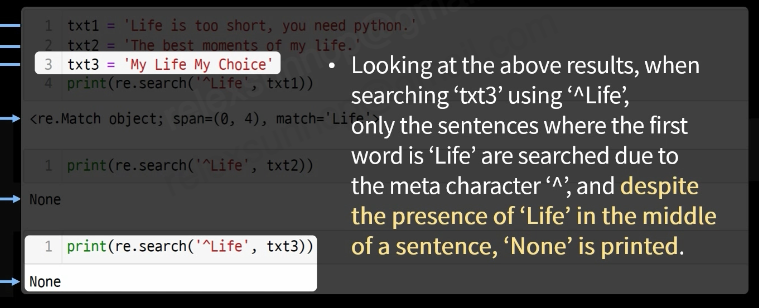 1 txt1 = 'Life is too short, you need python.'
2 txt2 = 'The best moments of my life.'
3 txt3 = 'My Life My Choice'
4 print(re.search('^Life', txt1))
<re.Match object; span=(0, 4), match='Life'>
1 print(re.search('^Life', txt2))
None
1 print(re.search('^Life', txt3))
None
• Looking at the above results, when
searching ‘txt3’ using ‘^Life’,
only the sentences where the first
word is ‘Life’ are searched due to
the meta character ‘^’, and despite
the presence of ‘Life’ in the middle
of a sentence, ‘None’ is printed.